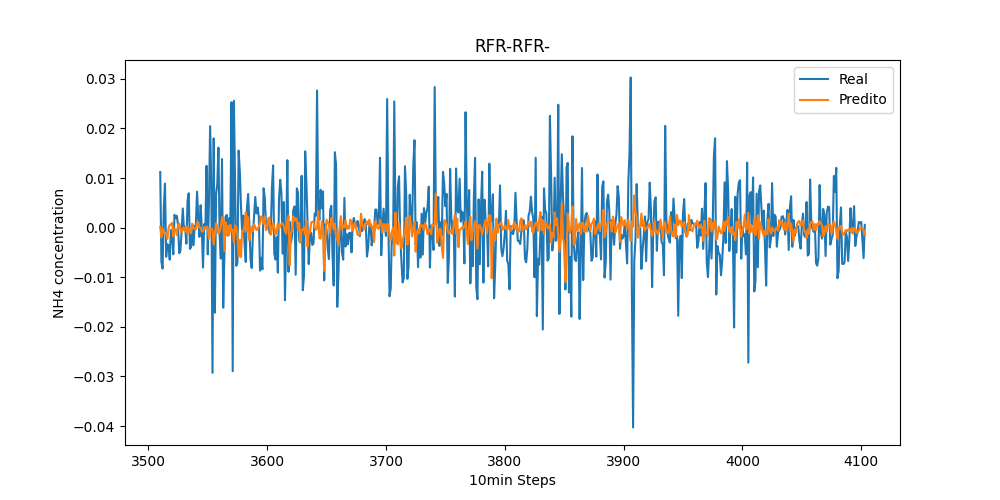 RFR-RFR-
Real
Predito
NH4 concentration
0.03
0.02
0.01
0.00
−0.01
−0.02
−0.03
−0.04
3500 3600 3700 3800 3900 4000 4100
10min Steps